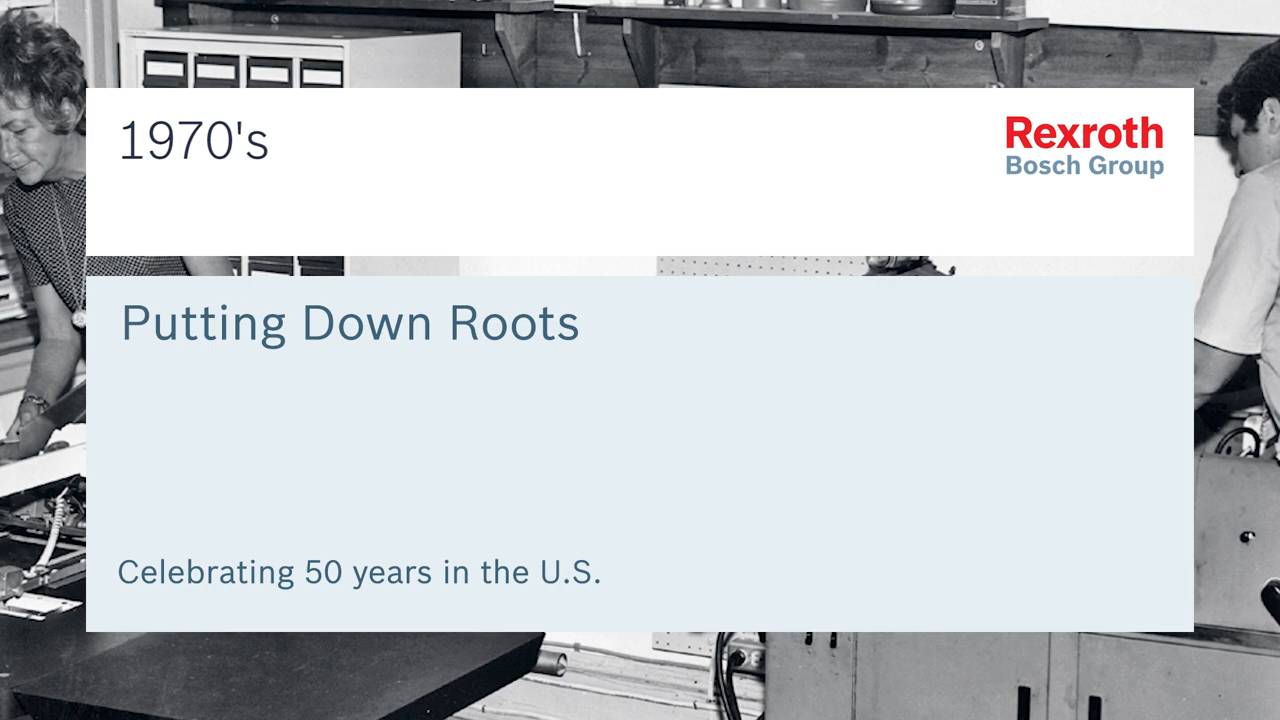 1970's
Rexroth
Bosch Group
Putting Down Roots
Celebrating 50 years in the U.S.